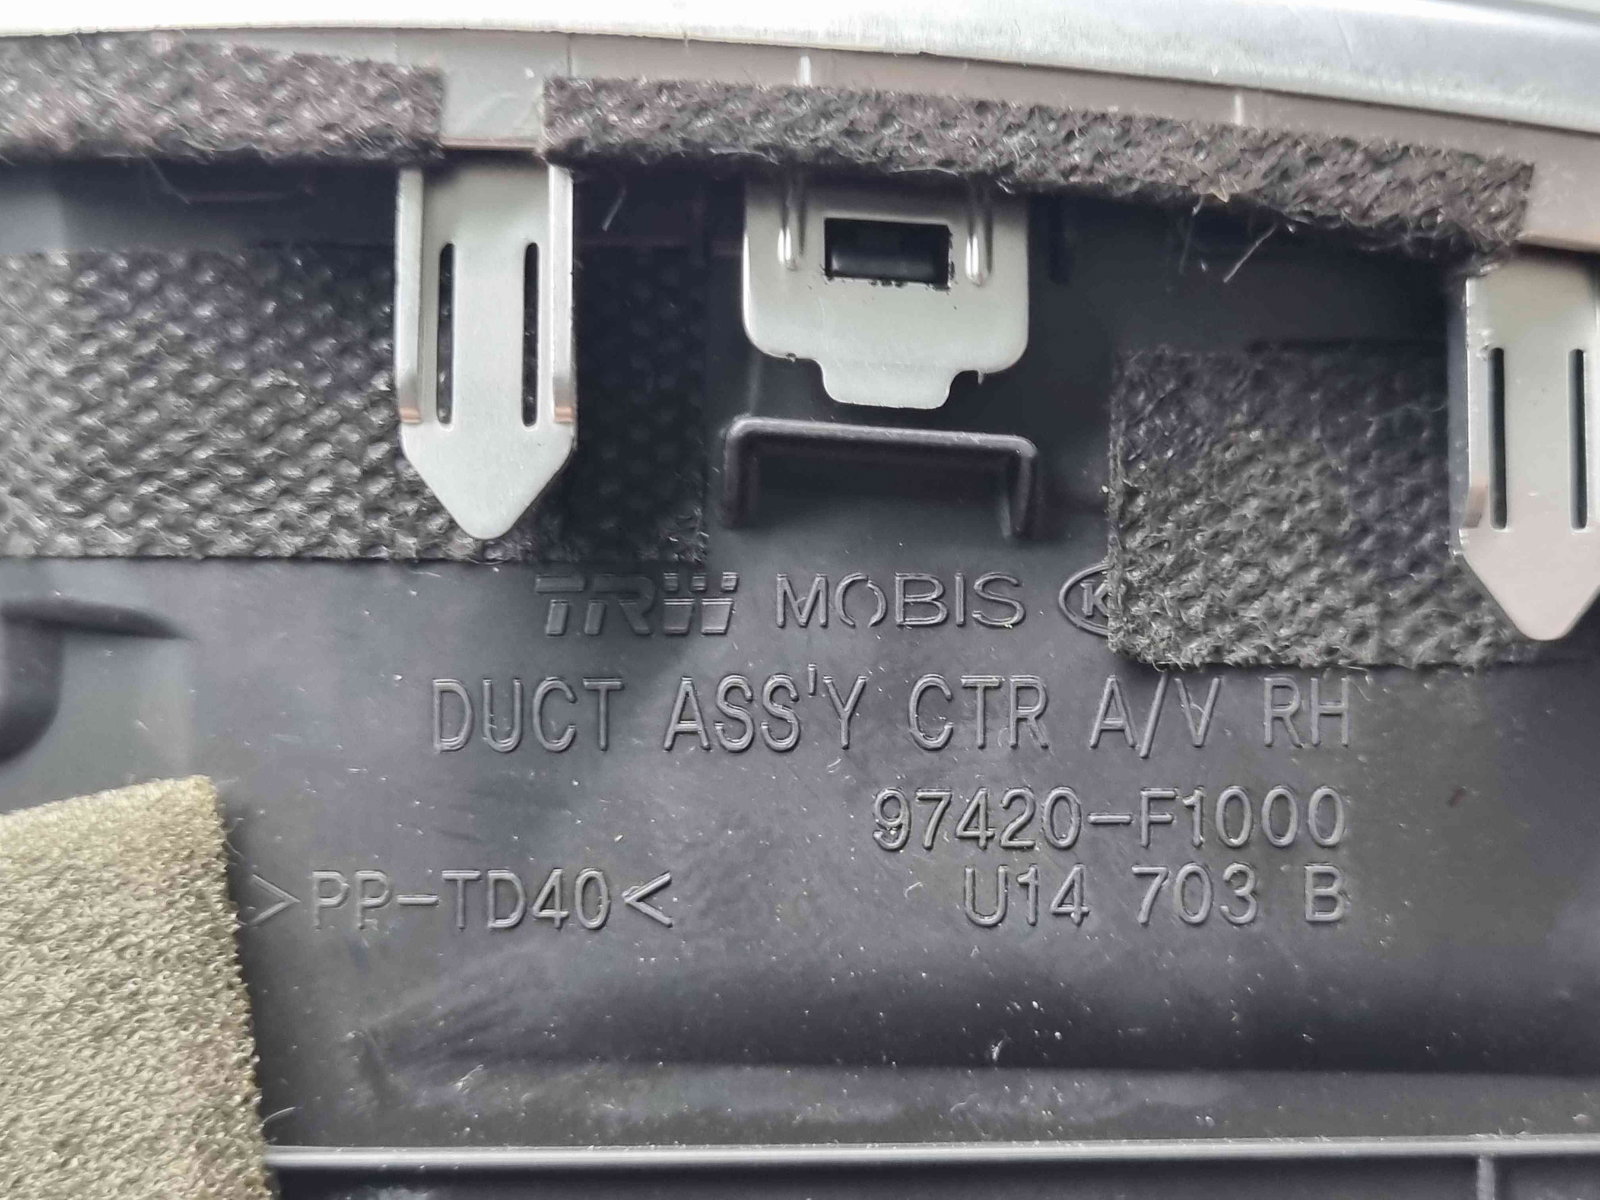 TRW MOBIS K
DUCT ASS'Y CTR A/V RH
97420-F1000
>PP-TD40< U14 703 B